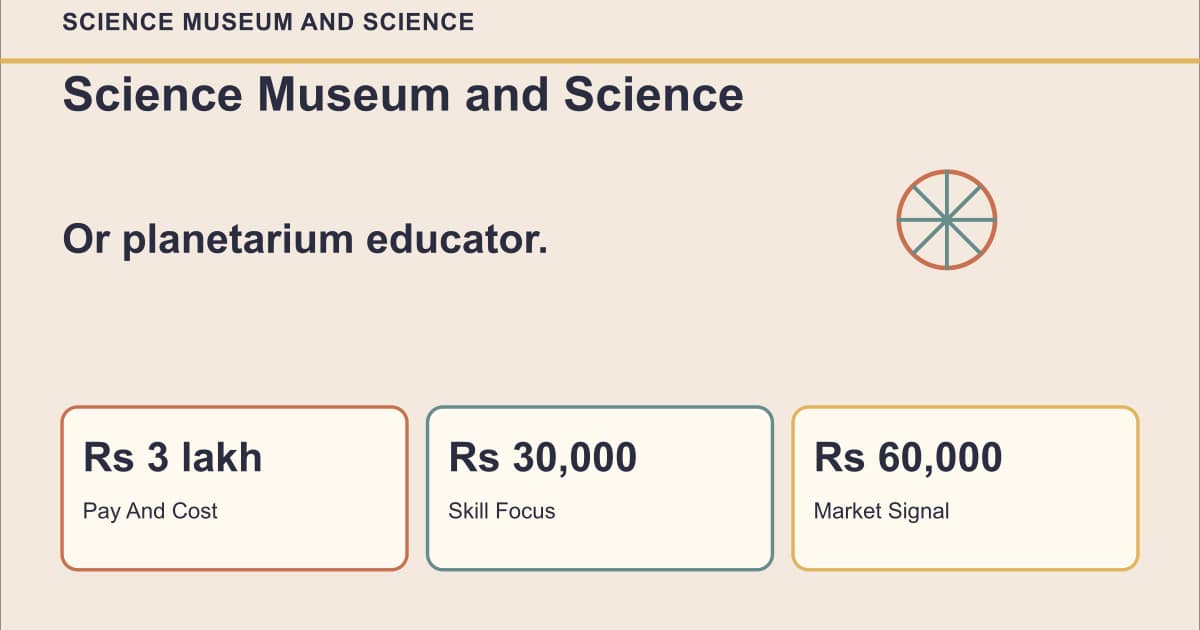 SCIENCE MUSEUM AND SCIENCE
Science Museum and Science
Or planetarium educator.
Rs 3 lakh
Pay And Cost
Rs 30,000
Skill Focus
Rs 60,000
Market Signal